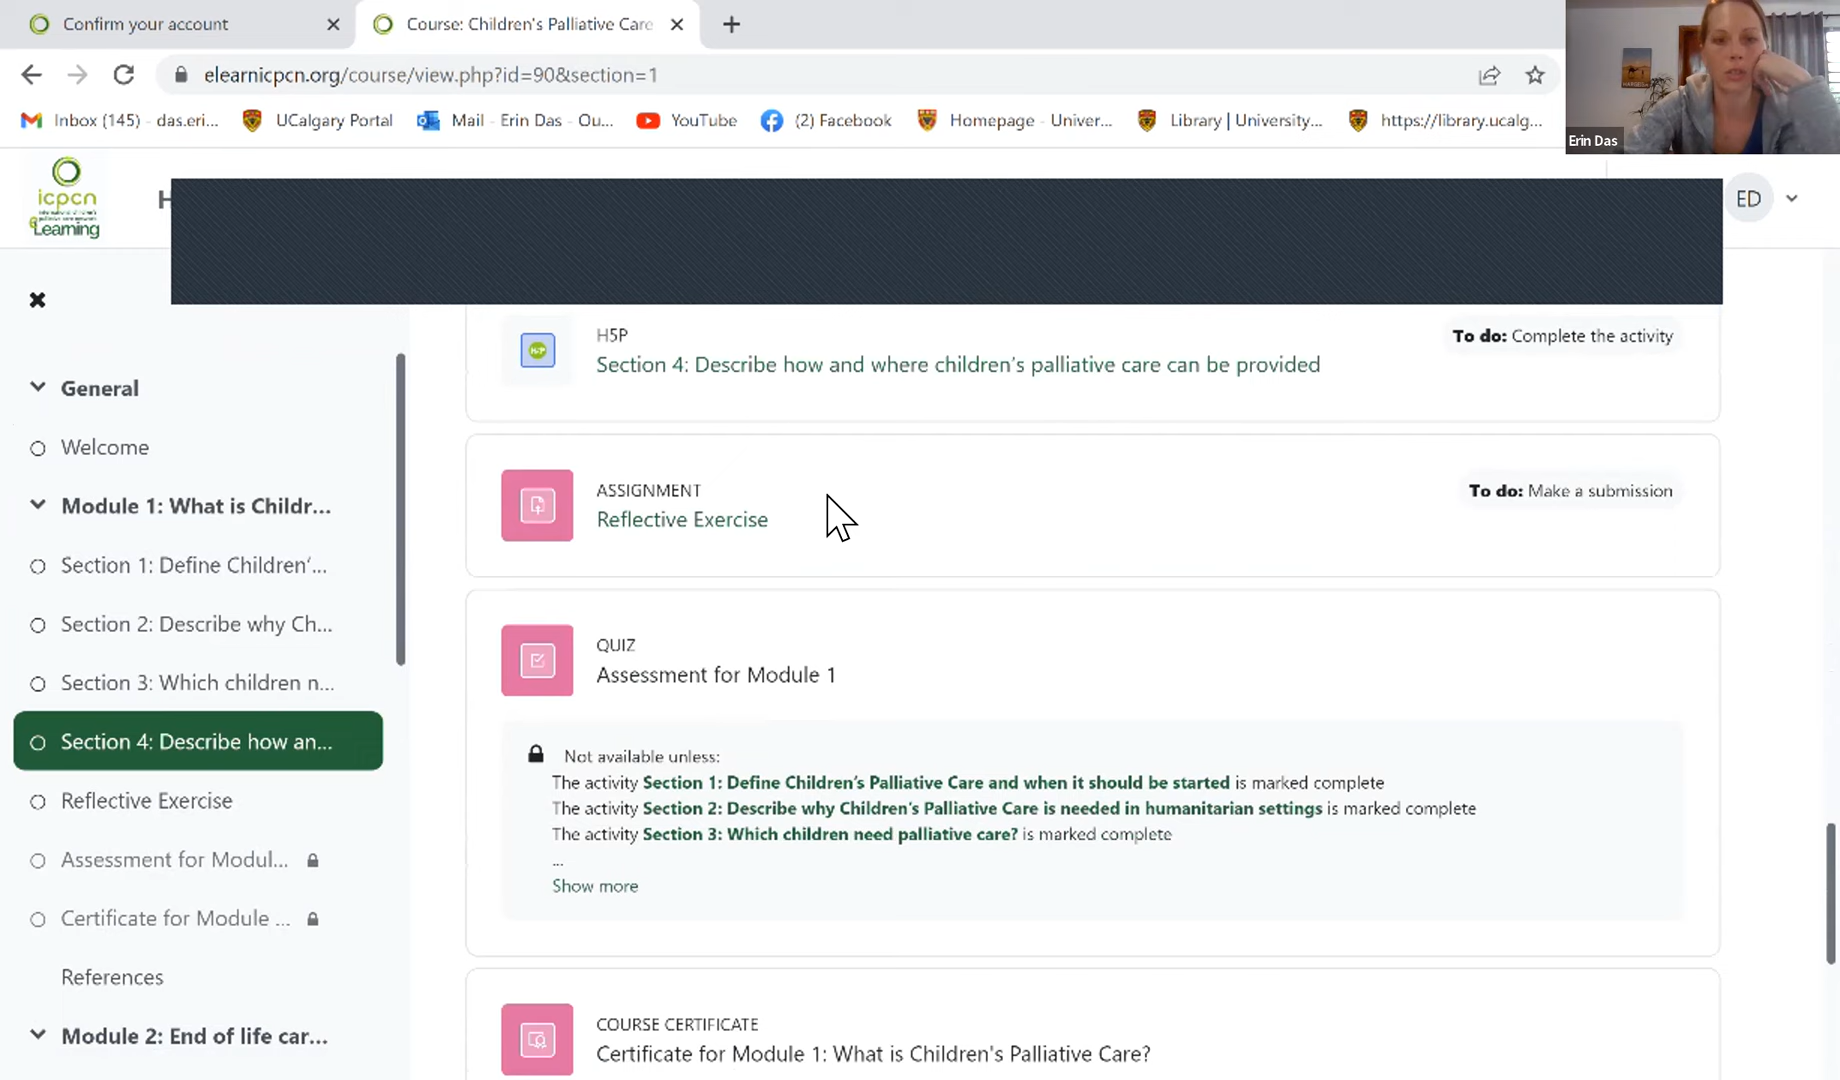 Confirm your account
Course: Children's Palliative Care
elearnicpcn.org/course/view.php?id=90&section=1
Inbox (145) - das.eri...
UCalgary Portal
Mail - Erin Das - Ou...
YouTube
(2) Facebook
Homepage - Univer...
Library | University...
https://library.ucalg...
Erin Das
icpcn
eLearning
H
ED
General
Welcome
Module 1: What is Childr...
Section 1: Define Children'...
Section 2: Describe why Ch...
Section 3: Which children n...
Section 4: Describe how an...
Reflective Exercise
Assessment for Modul...
Certificate for Module ...
References
Module 2: End of life car...
H5P
Section 4: Describe how and where children's palliative care can be provided
To do: Complete the activity
ASSIGNMENT
Reflective Exercise
To do: Make a submission
QUIZ
Assessment for Module 1
Not available unless:
The activity Section 1: Define Children's Palliative Care and when it should be started is marked complete
The activity Section 2: Describe why Children's Palliative Care is needed in humanitarian settings is marked complete
The activity Section 3: Which children need palliative care? is marked complete
...
Show more
COURSE CERTIFICATE
Certificate for Module 1: What is Children's Palliative Care?